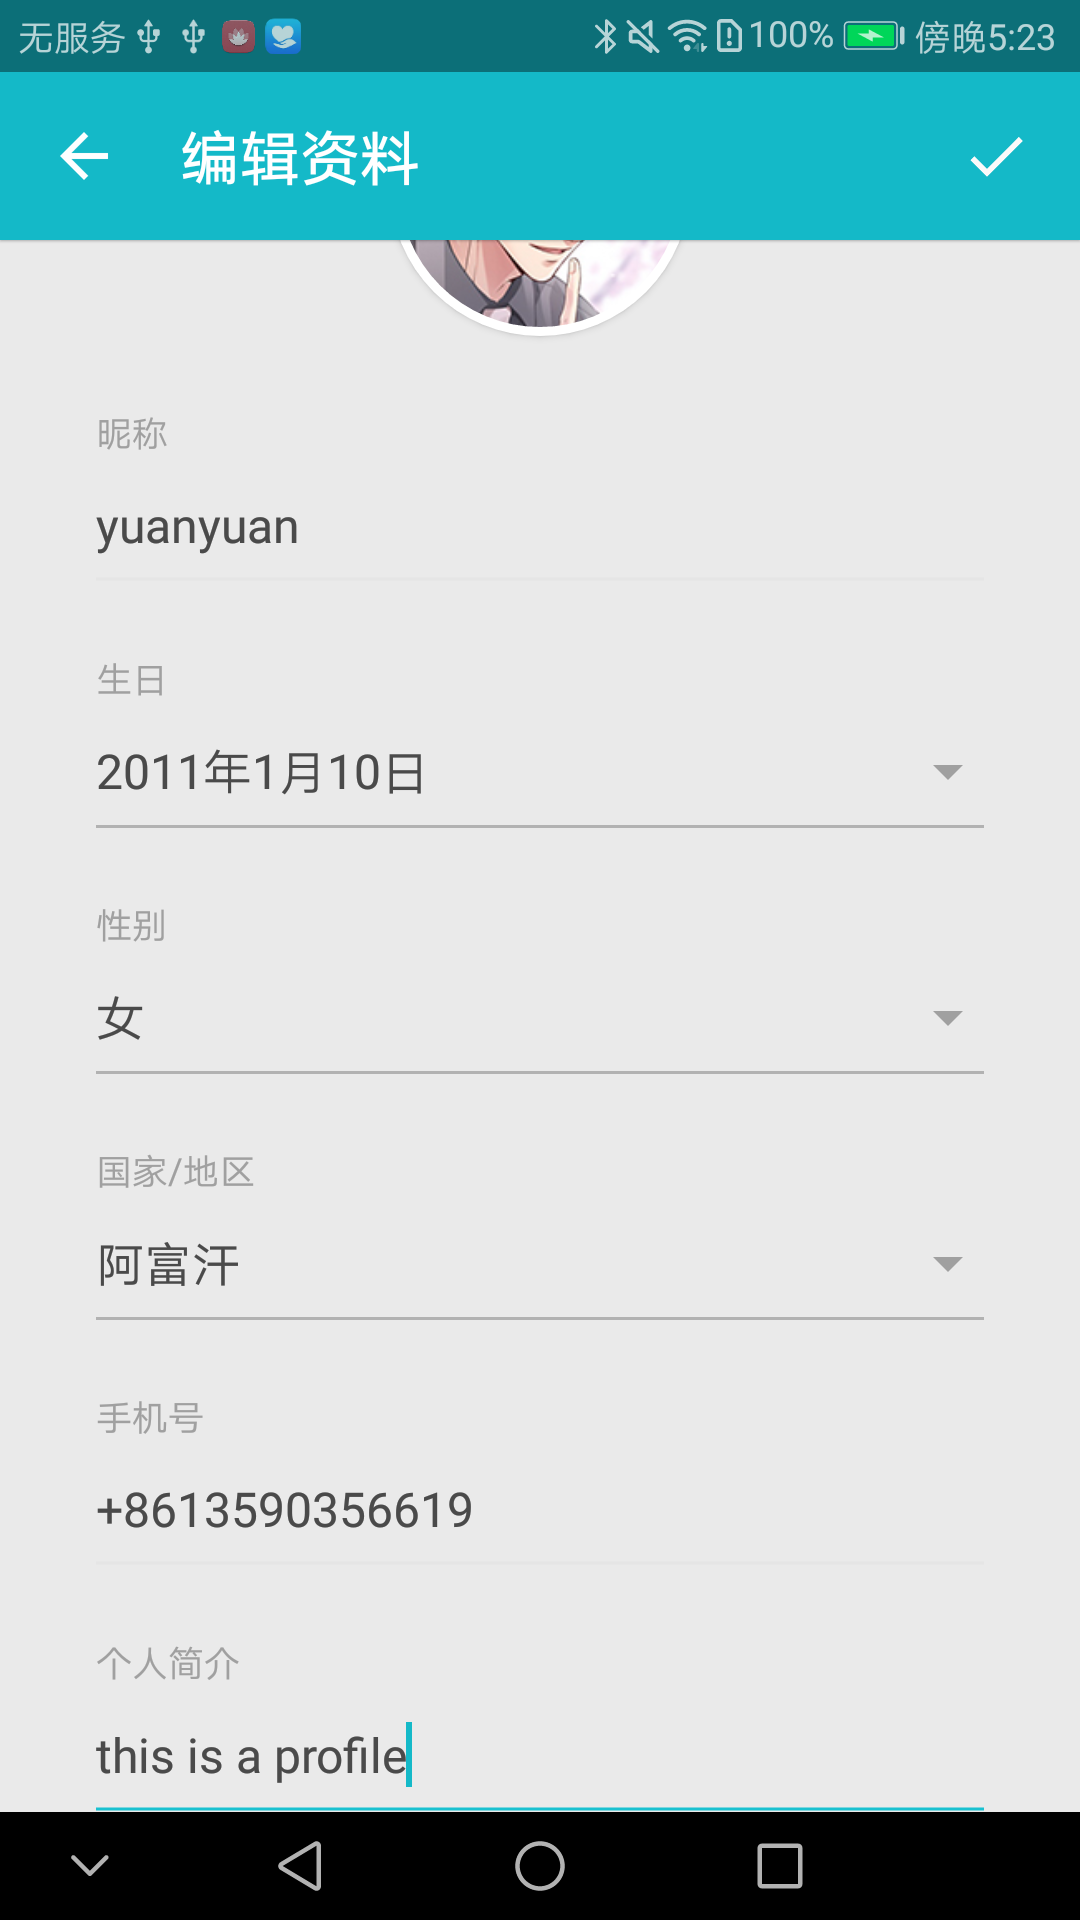 无服务 100% 傍晚5:23
编辑资料
昵称
yuanyuan
生日
2011年1月10日
性别
女
国家/地区
阿富汗
手机号
+8613590356619
个人简介
this is a profile